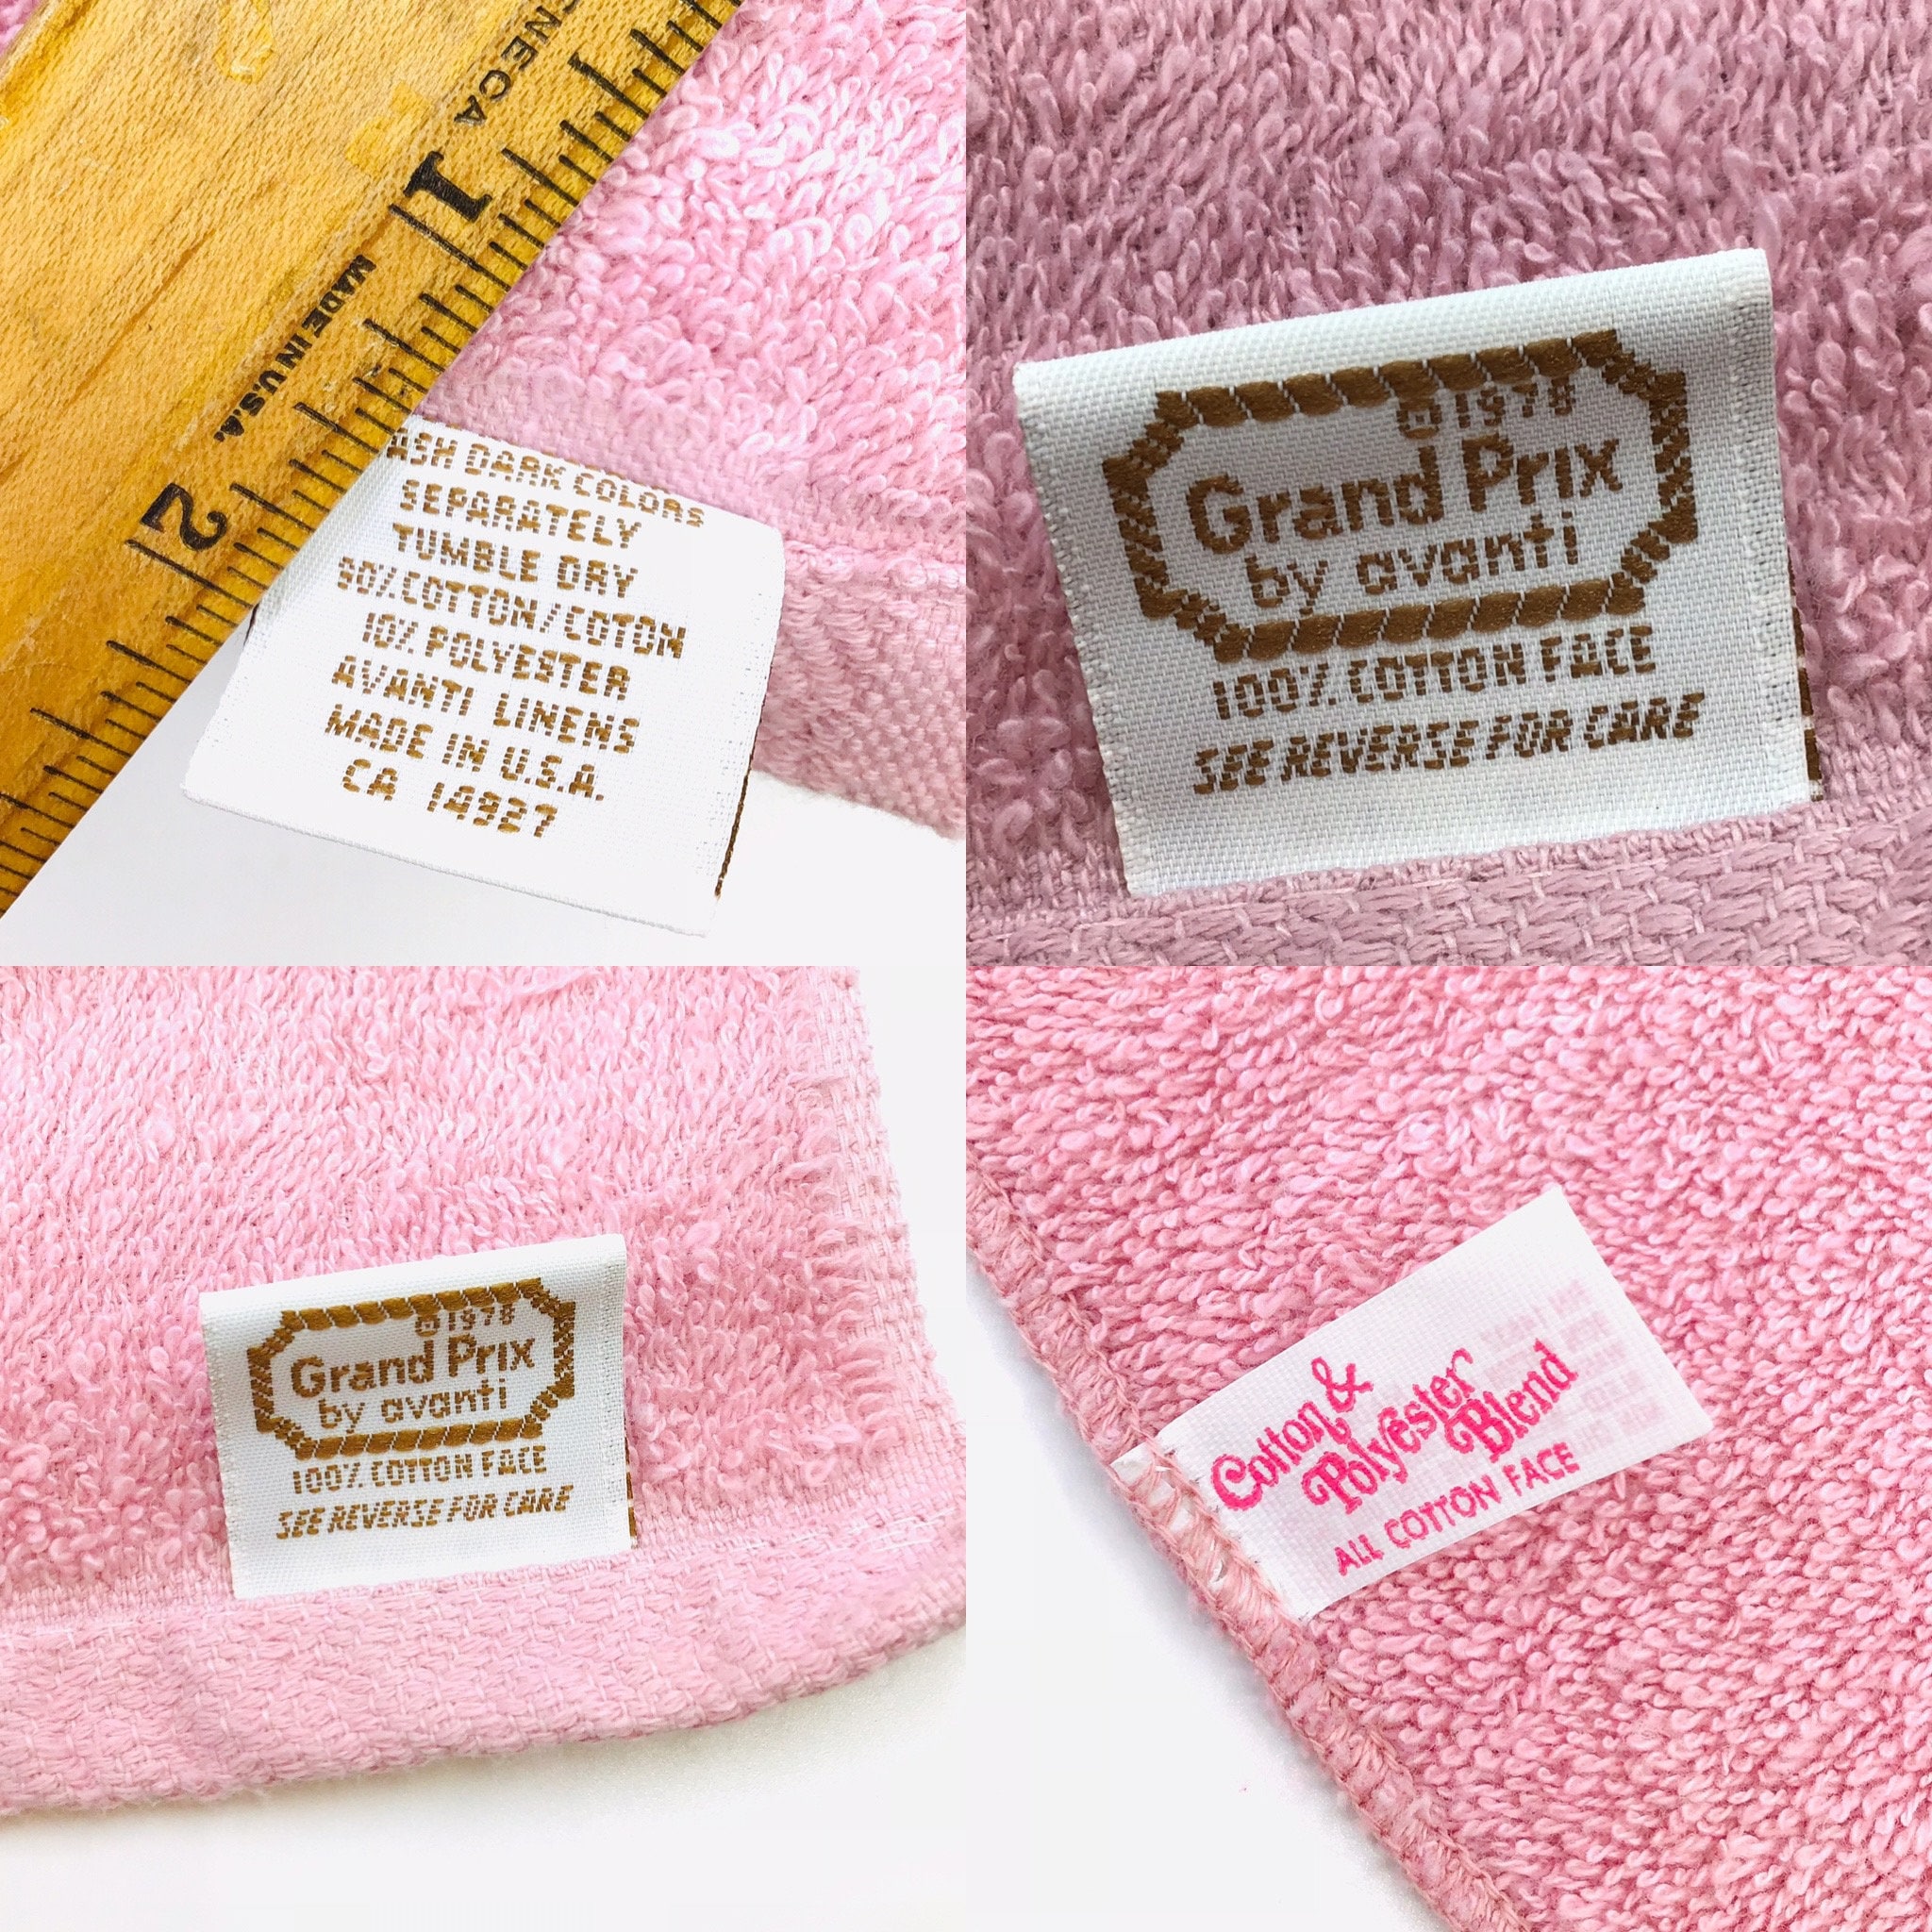 SENECA
1
MADE IN U.S.A.
2
ASH DARK COLORS
SEPARATELY
TUMBLE DRY
90% COTTON/COTON
10% POLYESTER
AVANTI LINENS
MADE IN U.S.A.
CA 14927
© 1978
Grand Prix
by avanti
100% COTTON FACE
SEE REVERSE FOR CARE
© 1978
Grand Prix
by avanti
100% COTTON FACE
SEE REVERSE FOR CARE
Cotton &
Polyester
Blend
ALL COTTON FACE